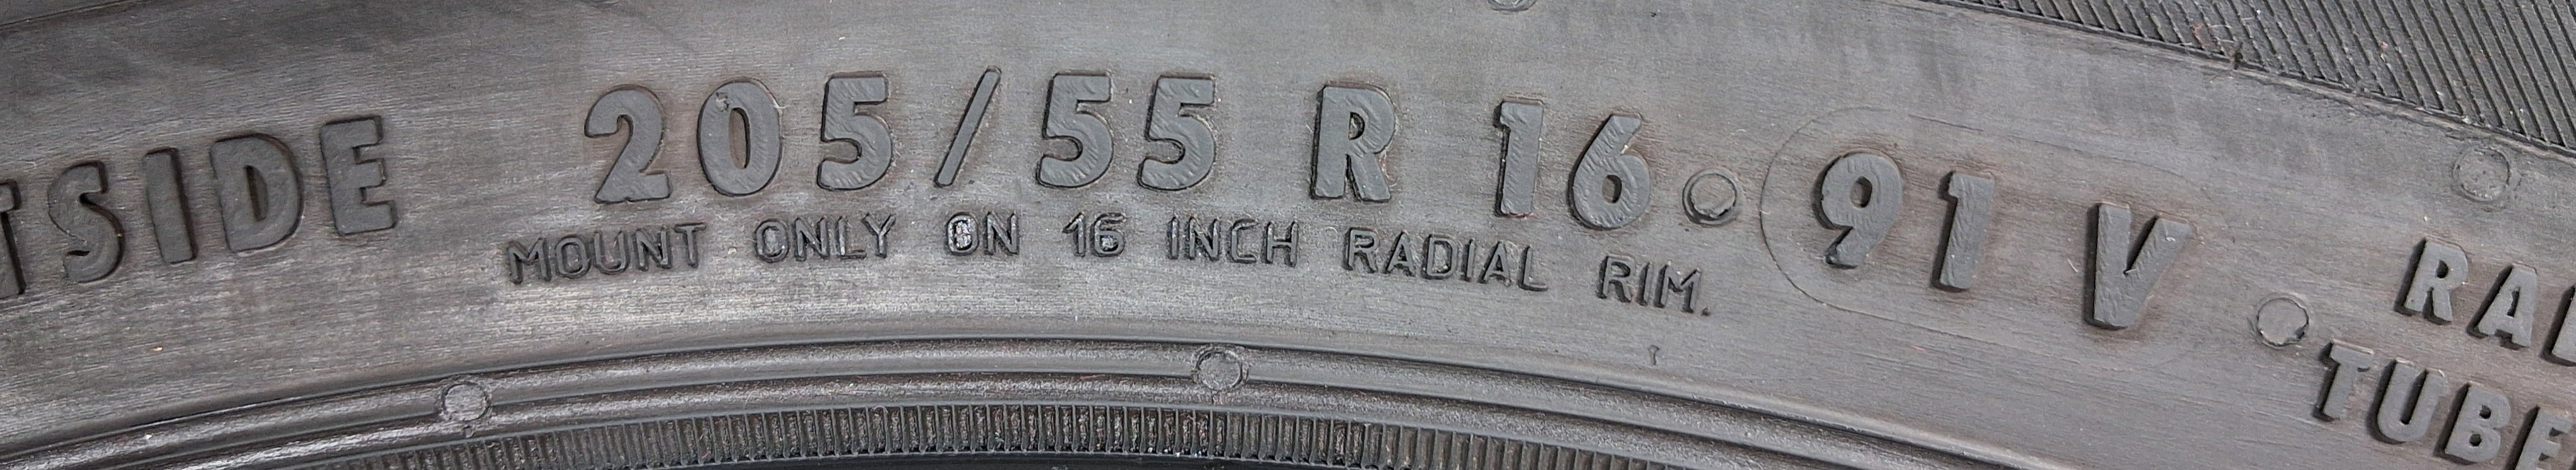 TSIDE 205/55 R 16 91 V
MOUNT ONLY ON 16 INCH RADIAL RIM.
RA
TUBE